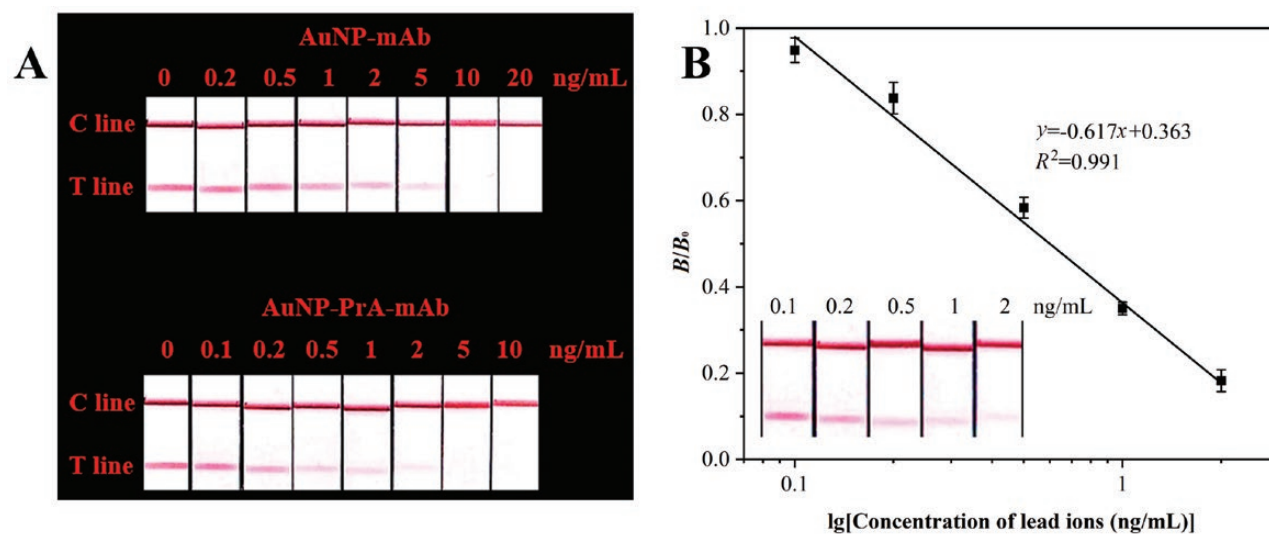 A
AuNP-mAb
0 0.2 0.5 1 2 5 10 20 ng/mL
C line
T line
AuNP-PrA-mAb
0 0.1 0.2 0.5 1 2 5 10 ng/mL
C line
T line
B
1.0
0.8
0.6
0.4
0.2
0.0
B/B₀
y=-0.617x+0.363
R²=0.991
0.1 0.2 0.5 1 2 ng/mL
0.1 1
lg[Concentration of lead ions (ng/mL)]